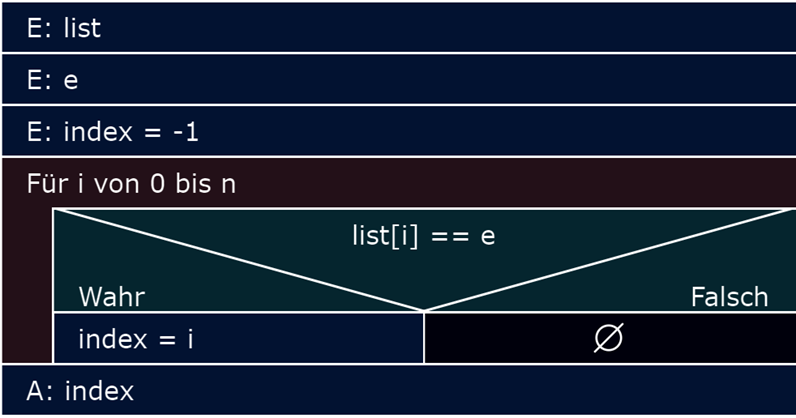 E: list
E: e
E: index = -1
Für i von 0 bis n
list[i] == e
Wahr
Falsch
index = i
∅
A: index